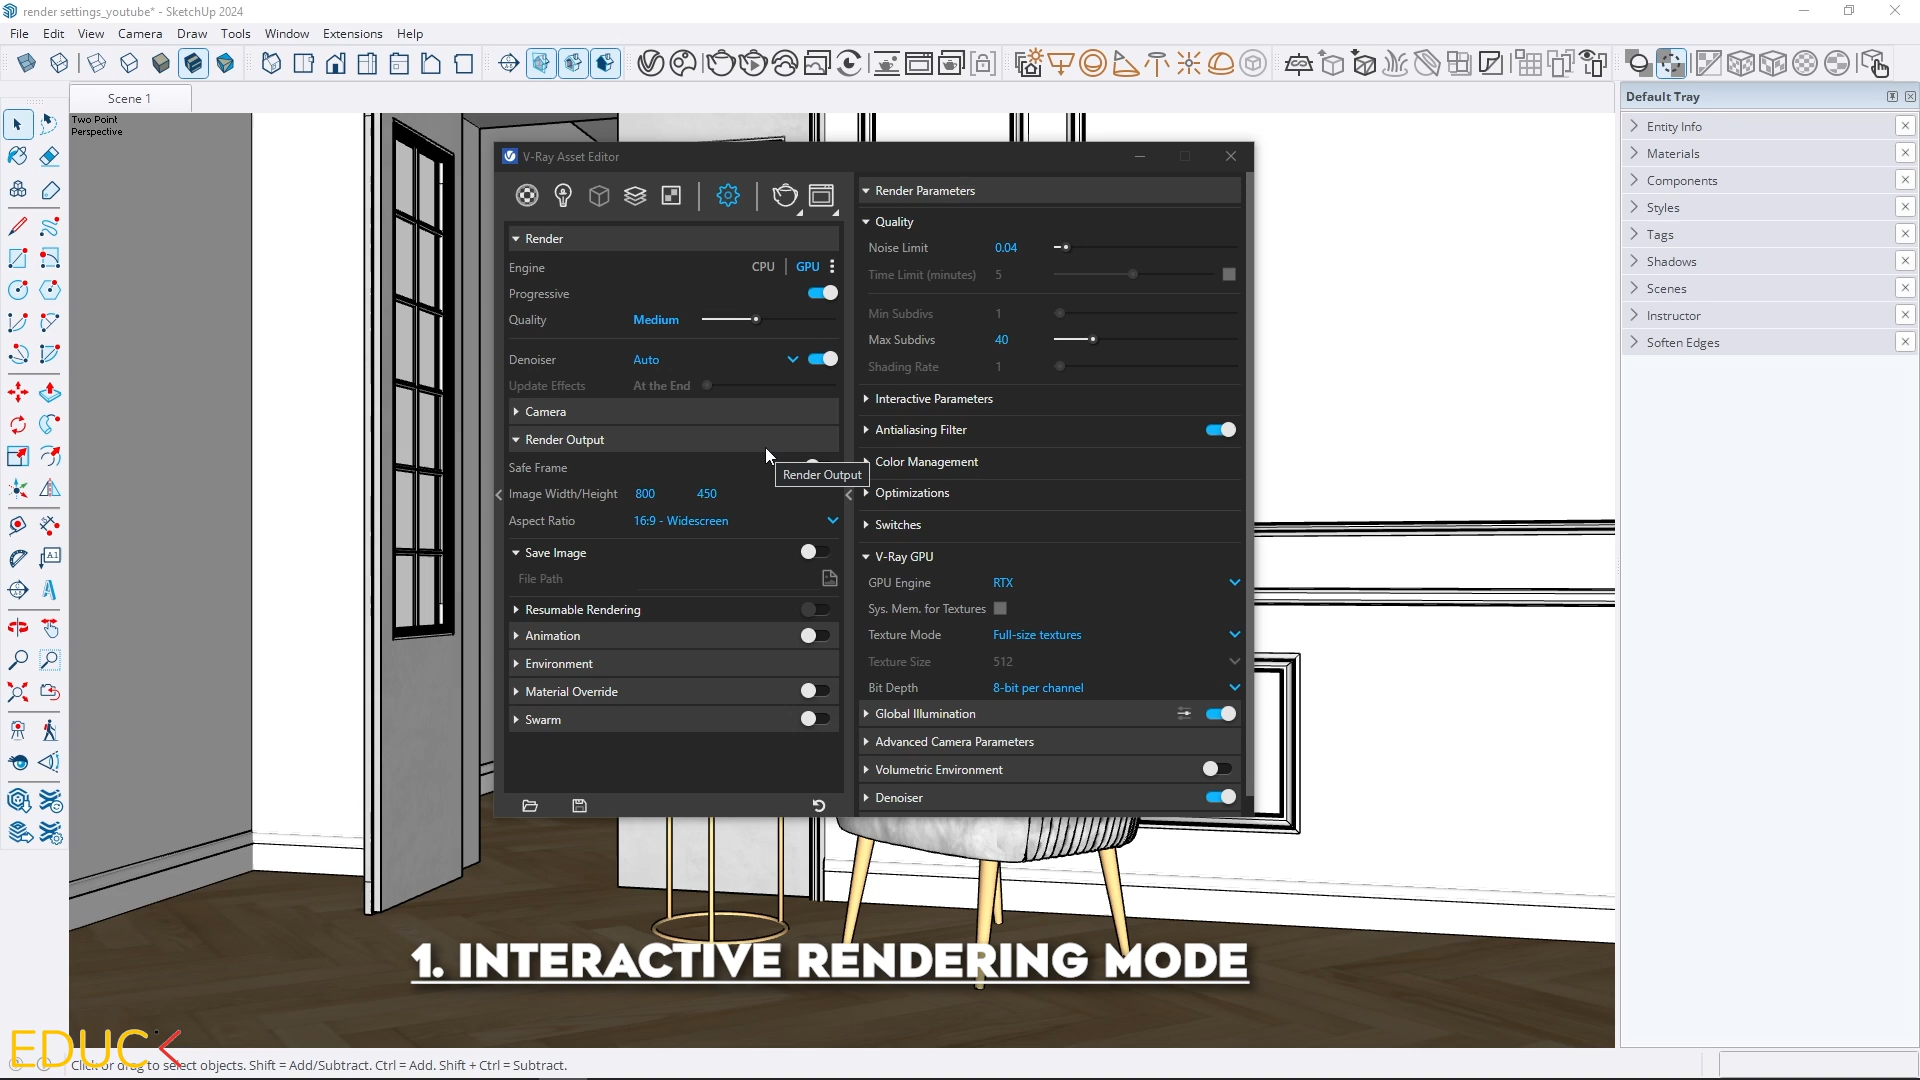 render settings_youtube* - SketchUp 2024
File Edit View Camera Draw Tools Window Extensions Help
Scene 1
Two Point
Perspective
Default Tray
Entity Info
Materials
Components
Styles
Tags
Shadows
Scenes
Instructor
Soften Edges
V-Ray Asset Editor
Render
Engine CPU | GPU
Progressive
Quality Medium
Denoiser Auto
Update Effects At the End
Camera
Render Output
Safe Frame
Render Output
Image Width/Height 800 450
Aspect Ratio 16:9 - Widescreen
Save Image
File Path
Resumable Rendering
Animation
Environment
Material Override
Swarm
Render Parameters
Quality
Noise Limit 0.04
Time Limit (minutes) 5
Min Subdivs 1
Max Subdivs 40
Shading Rate 1
Interactive Parameters
Antialiasing Filter
Color Management
Optimizations
Switches
V-Ray GPU
GPU Engine RTX
Sys. Mem. for Textures
Texture Mode Full-size textures
Texture Size 512
Bit Depth 8-bit per channel
Global Illumination
Advanced Camera Parameters
Volumetric Environment
Denoiser
1. INTERACTIVE RENDERING MODE
EDUC
Click or drag to select objects. Shift = Add/Subtract. Ctrl = Add. Shift + Ctrl = Subtract.